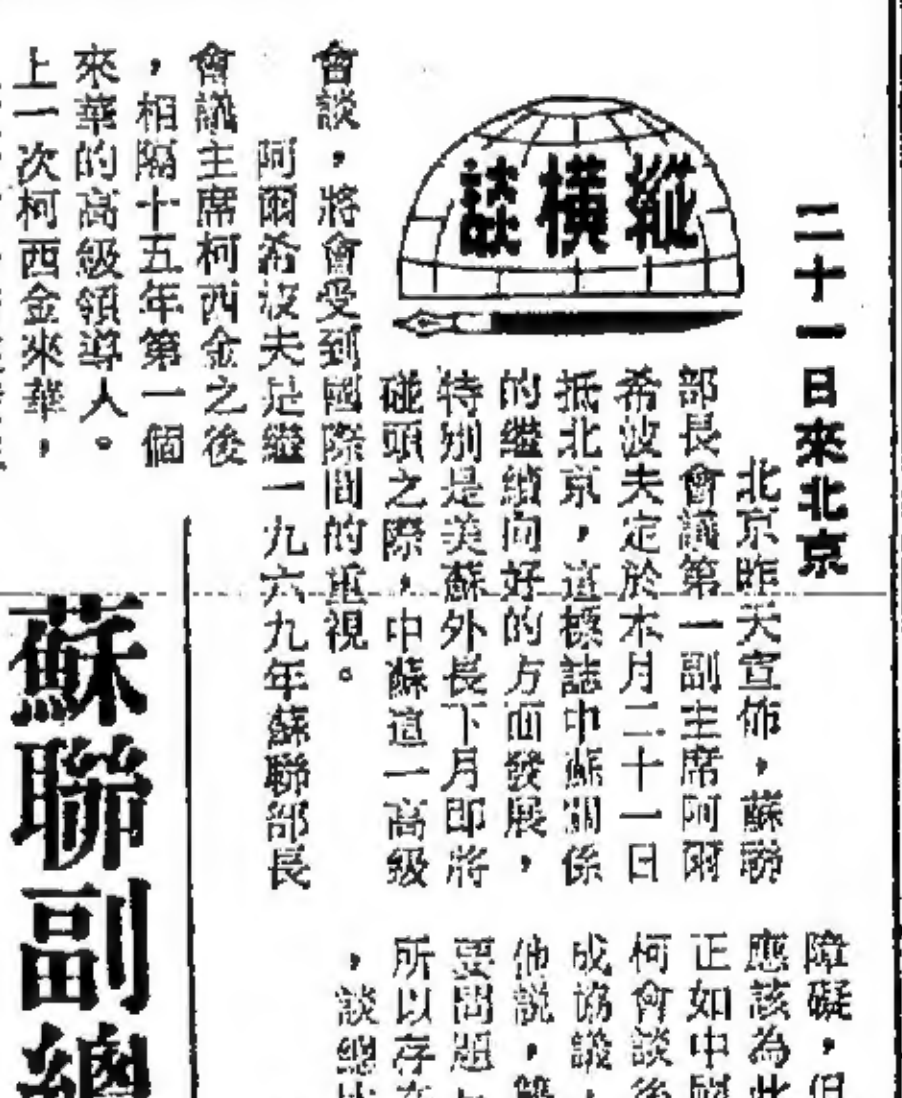 縱橫談
二十一日來北京
北京昨天宣佈，蘇聯
部長會議第一副主席阿爾
希波夫定於本月二十一日
抵北京，這標誌中蘇關係
的繼續向好的方面發展，
特別是美蘇外長下月即將
碰頭之際，中蘇這一高級
會談，將會受到國際間的重視。
阿爾希波夫是繼一九六九年蘇聯部長
會議主席柯西金之後
，相隔十五年第一個
來華的高級領導人。
上一次柯西金來華，
蘇聯副總
障礙，但
應該為此
正如中國
柯會談後
成協議，
他說，雙
要問題
所以存在
，談總